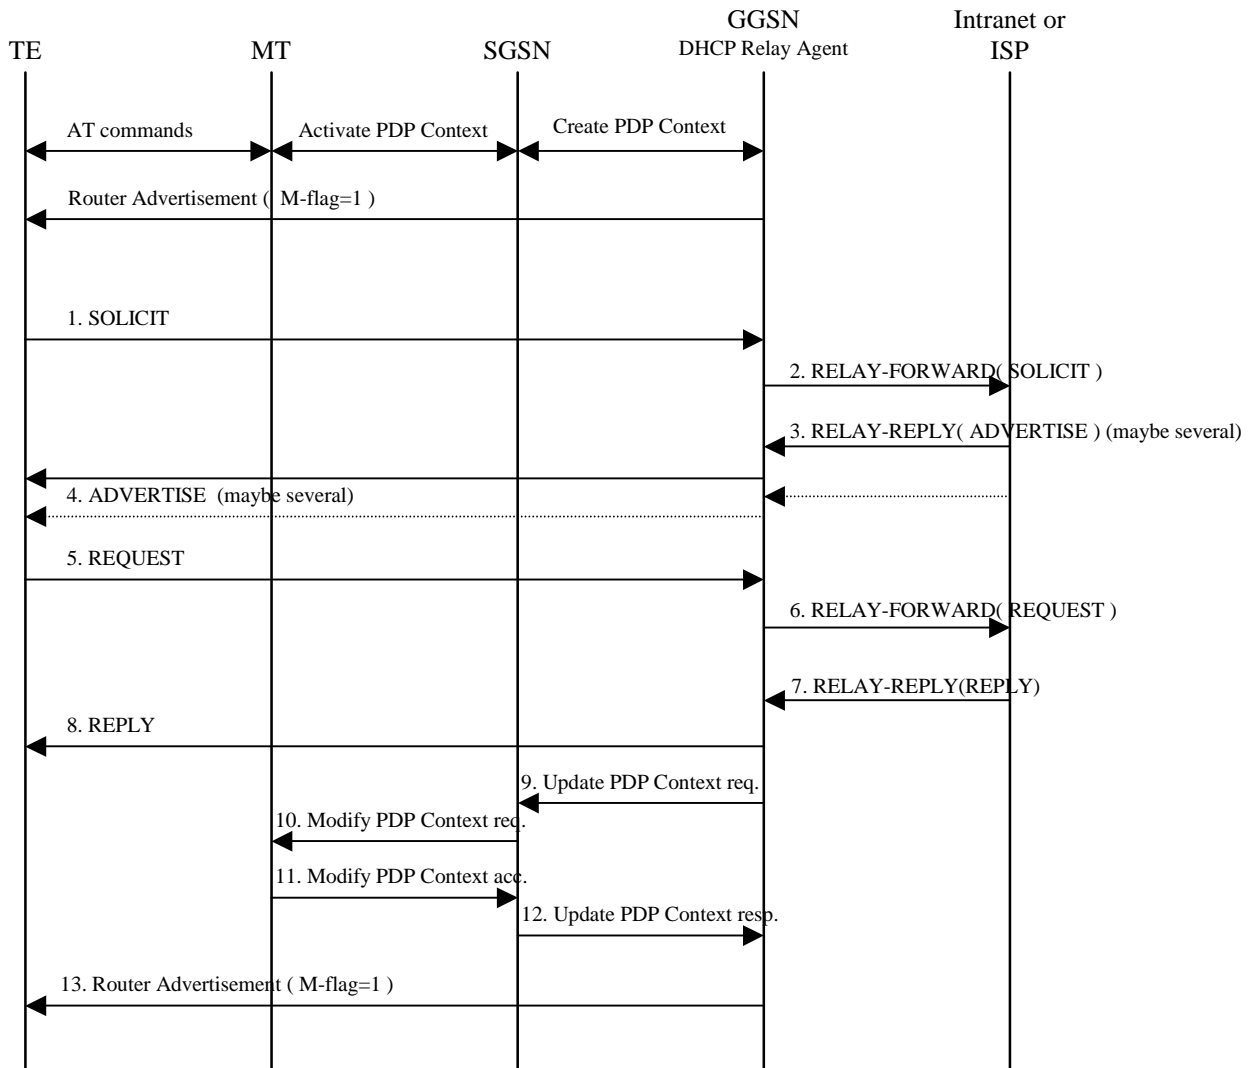 GGSN
Intranet or
TE
MT
SGSN
DHCP Relay Agent
ISP
AT commands
Activate PDP Context
Create PDP Context
Router Advertisement ( M-flag=1 )
1. SOLICIT
2. RELAY-FORWARD( SOLICIT )
3. RELAY-REPLY( ADVERTISE ) (maybe several)
4. ADVERTISE (maybe several)
5. REQUEST
6. RELAY-FORWARD( REQUEST )
7. RELAY-REPLY(REPLY)
8. REPLY
9. Update PDP Context req.
10. Modify PDP Context req.
11. Modify PDP Context acc.
12. Update PDP Context resp.
13. Router Advertisement ( M-flag=1 )